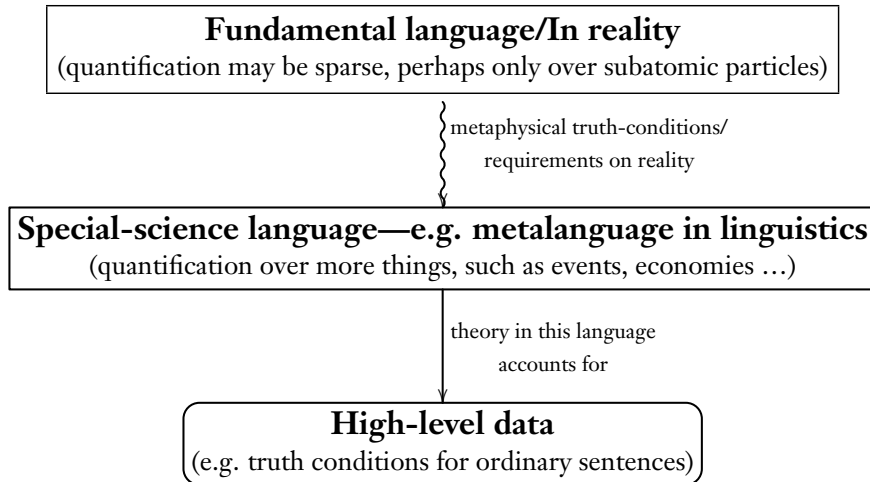 Fundamental language/In reality
(quantification may be sparse, perhaps only over subatomic particles)
metaphysical truth-conditions/
requirements on reality
Special-science language—e.g. metalanguage in linguistics
(quantification over more things, such as events, economies …)
theory in this language
accounts for
High-level data
(e.g. truth conditions for ordinary sentences)